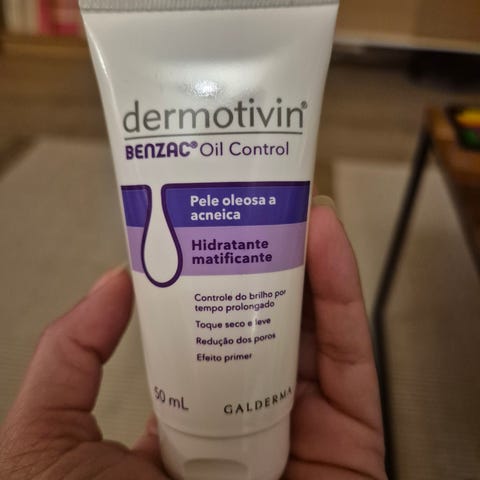 dermotivin®
BENZAC® Oil Control
Pele oleosa a
acneica
Hidratante
matificante
Controle do brilho por
tempo prolongado
Toque seco e leve
Redução dos poros
Efeito primer
50 mL
GALDERMA